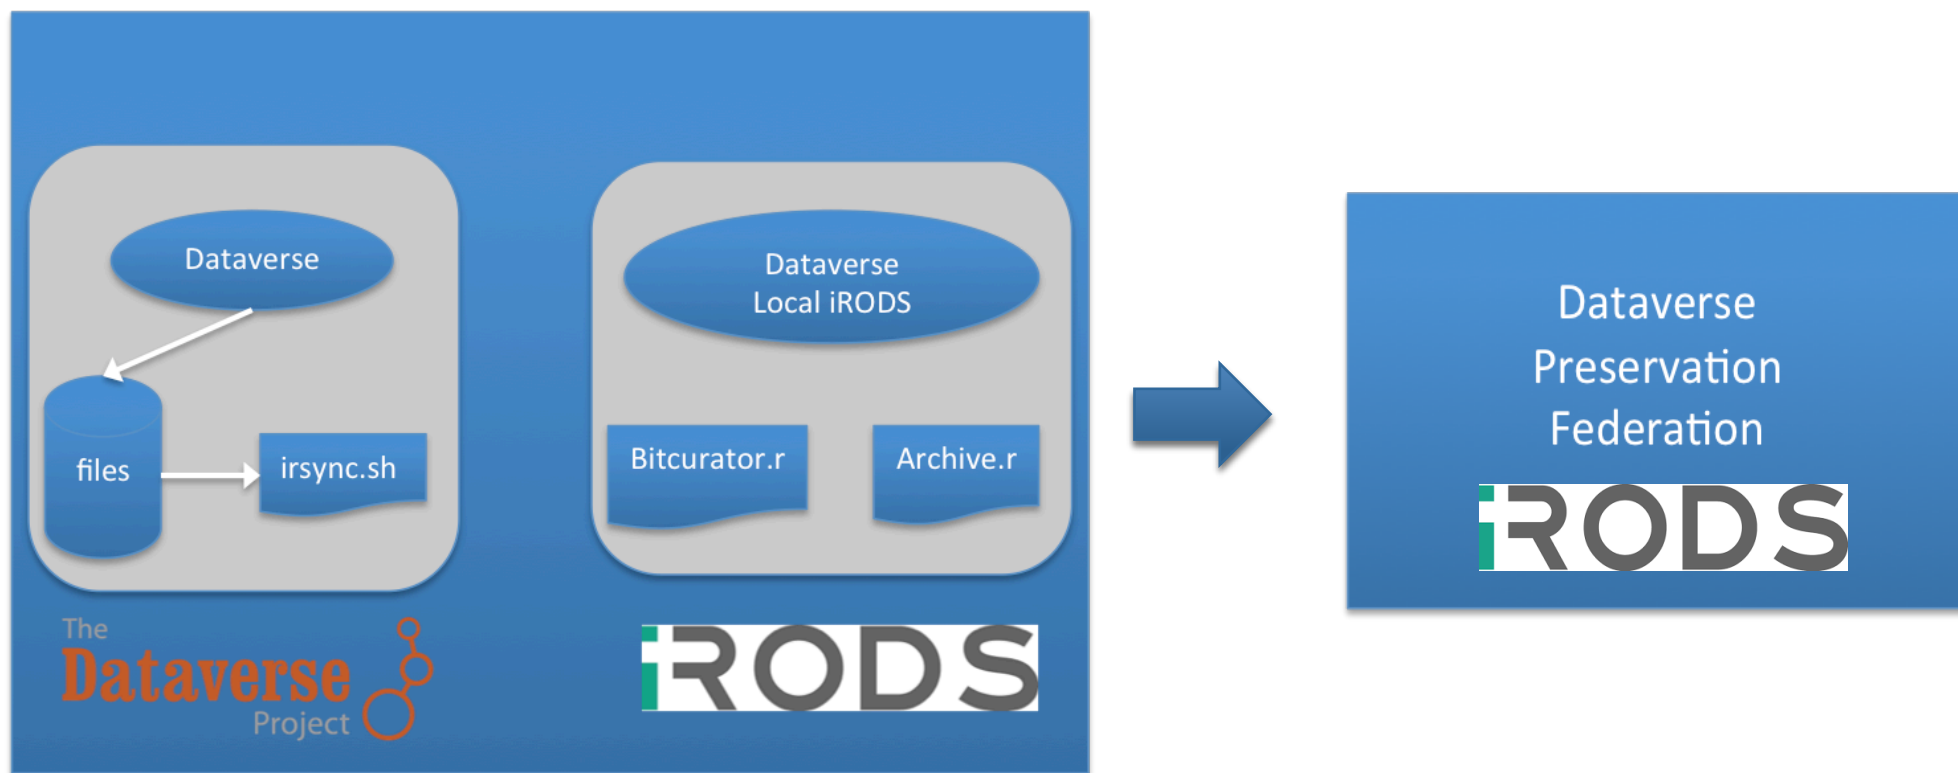 Dataverse
files
irsync.sh
The
Dataverse
Project
Dataverse
Local iRODS
Bitcurator.r
Archive.r
iRODS
Dataverse
Preservation
Federation
iRODS